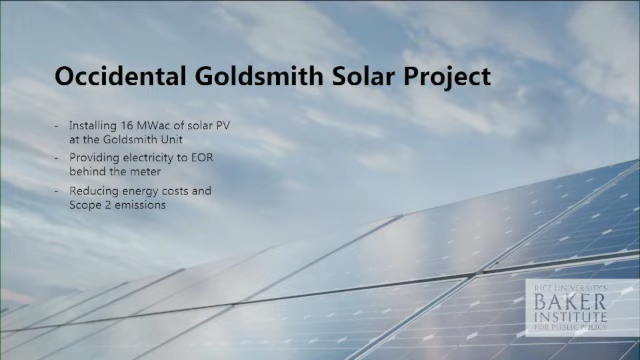 Occidental Goldsmith Solar Project
- Installing 16 MWac of solar PV
at the Goldsmith Unit
- Providing electricity to EOR
behind the meter
- Reducing energy costs and
Scope 2 emissions
RICE UNIVERSITY'S
BAKER
INSTITUTE
FOR PUBLIC POLICY